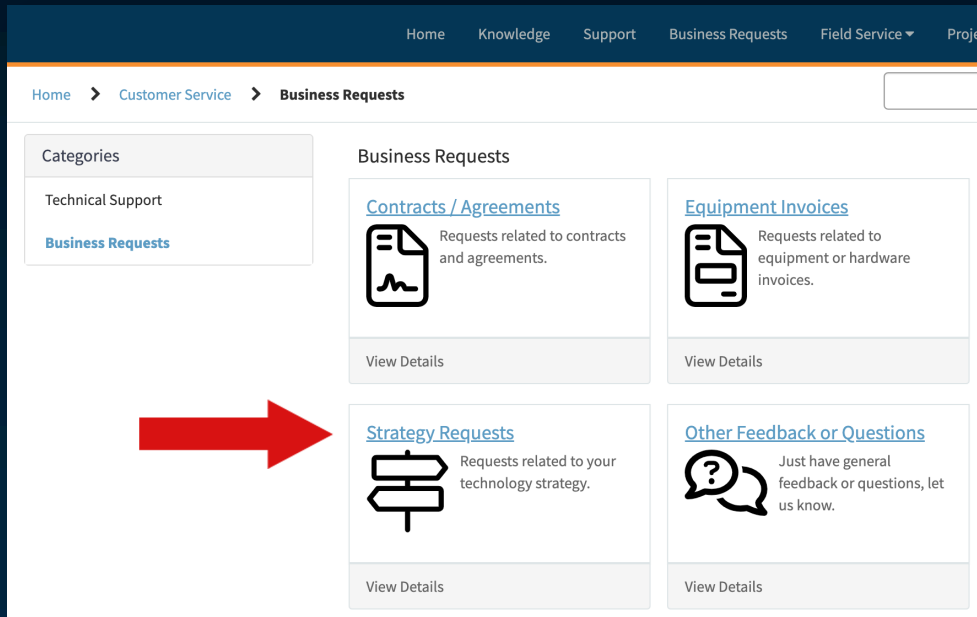 Home Knowledge Support Business Requests Field Service
Home Customer Service Business Requests
Categories
Technical Support
Business Requests
Business Requests
Contracts / Agreements
Requests related to contracts
and agreements.
View Details
Equipment Invoices
Requests related to
equipment or hardware
invoices.
View Details
Strategy Requests
Requests related to your
technology strategy.
View Details
Other Feedback or Questions
?
Just have general
feedback or questions, let
us know.
View Details